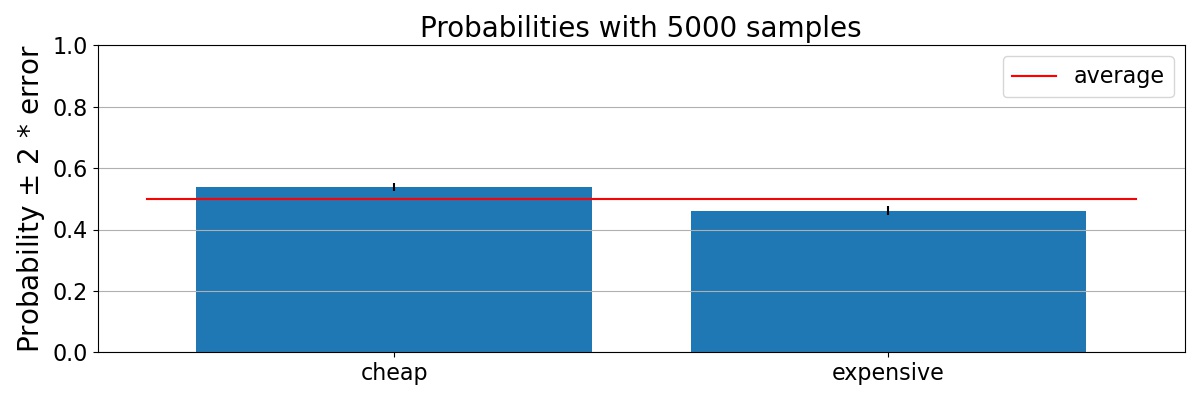 Probabilities with 5000 samples
Probability ± 2 * error
1.0
0.8
0.6
0.4
0.2
0.0
average
cheap
expensive